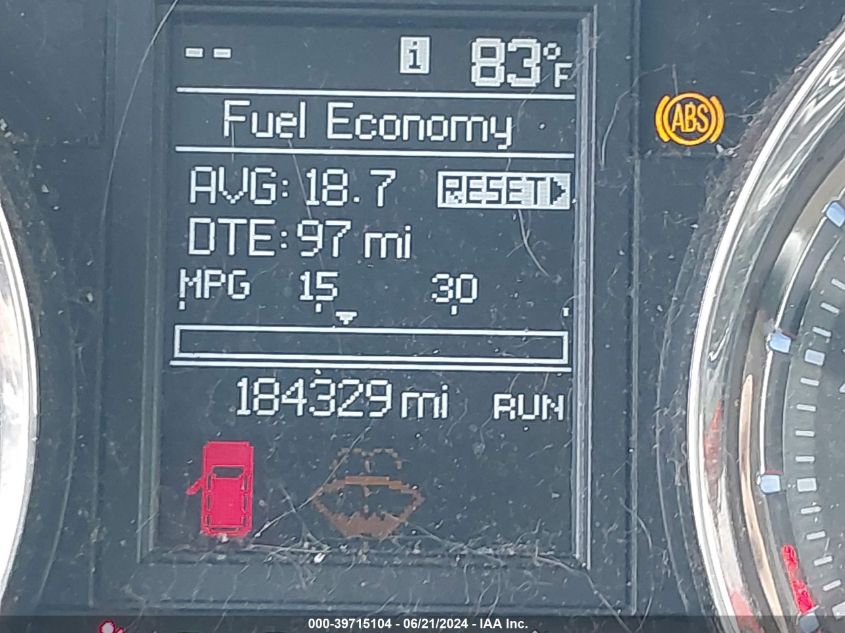 -- i 83°F
Fuel Economy
ABS
AVG: 18.7 RESET
DTE: 97 mi
MPG 15 30
184329 mi RUN
000-39715104 - 06/21/2024 - IAA Inc.